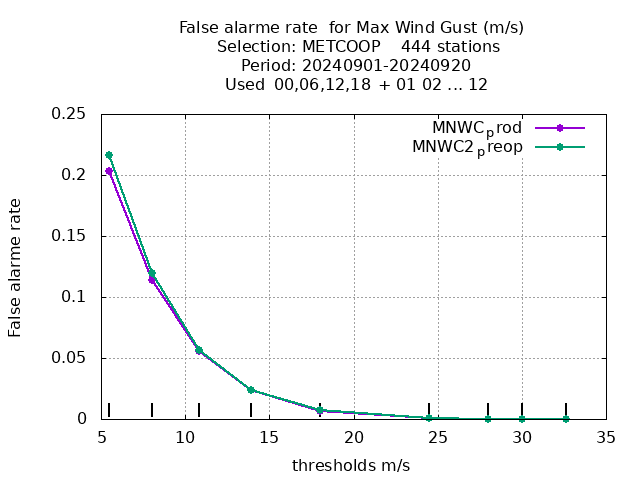 False alarme rate for Max Wind Gust (m/s)
Selection: METCOOP 444 stations
Period: 20240901-20240920
Used 00,06,12,18 + 01 02 ... 12
MNWCprod
MNWC2preop
0.25
0.2
0.15
0.1
0.05
0
False alarme rate
5 10 15 20 25 30 35
thresholds m/s